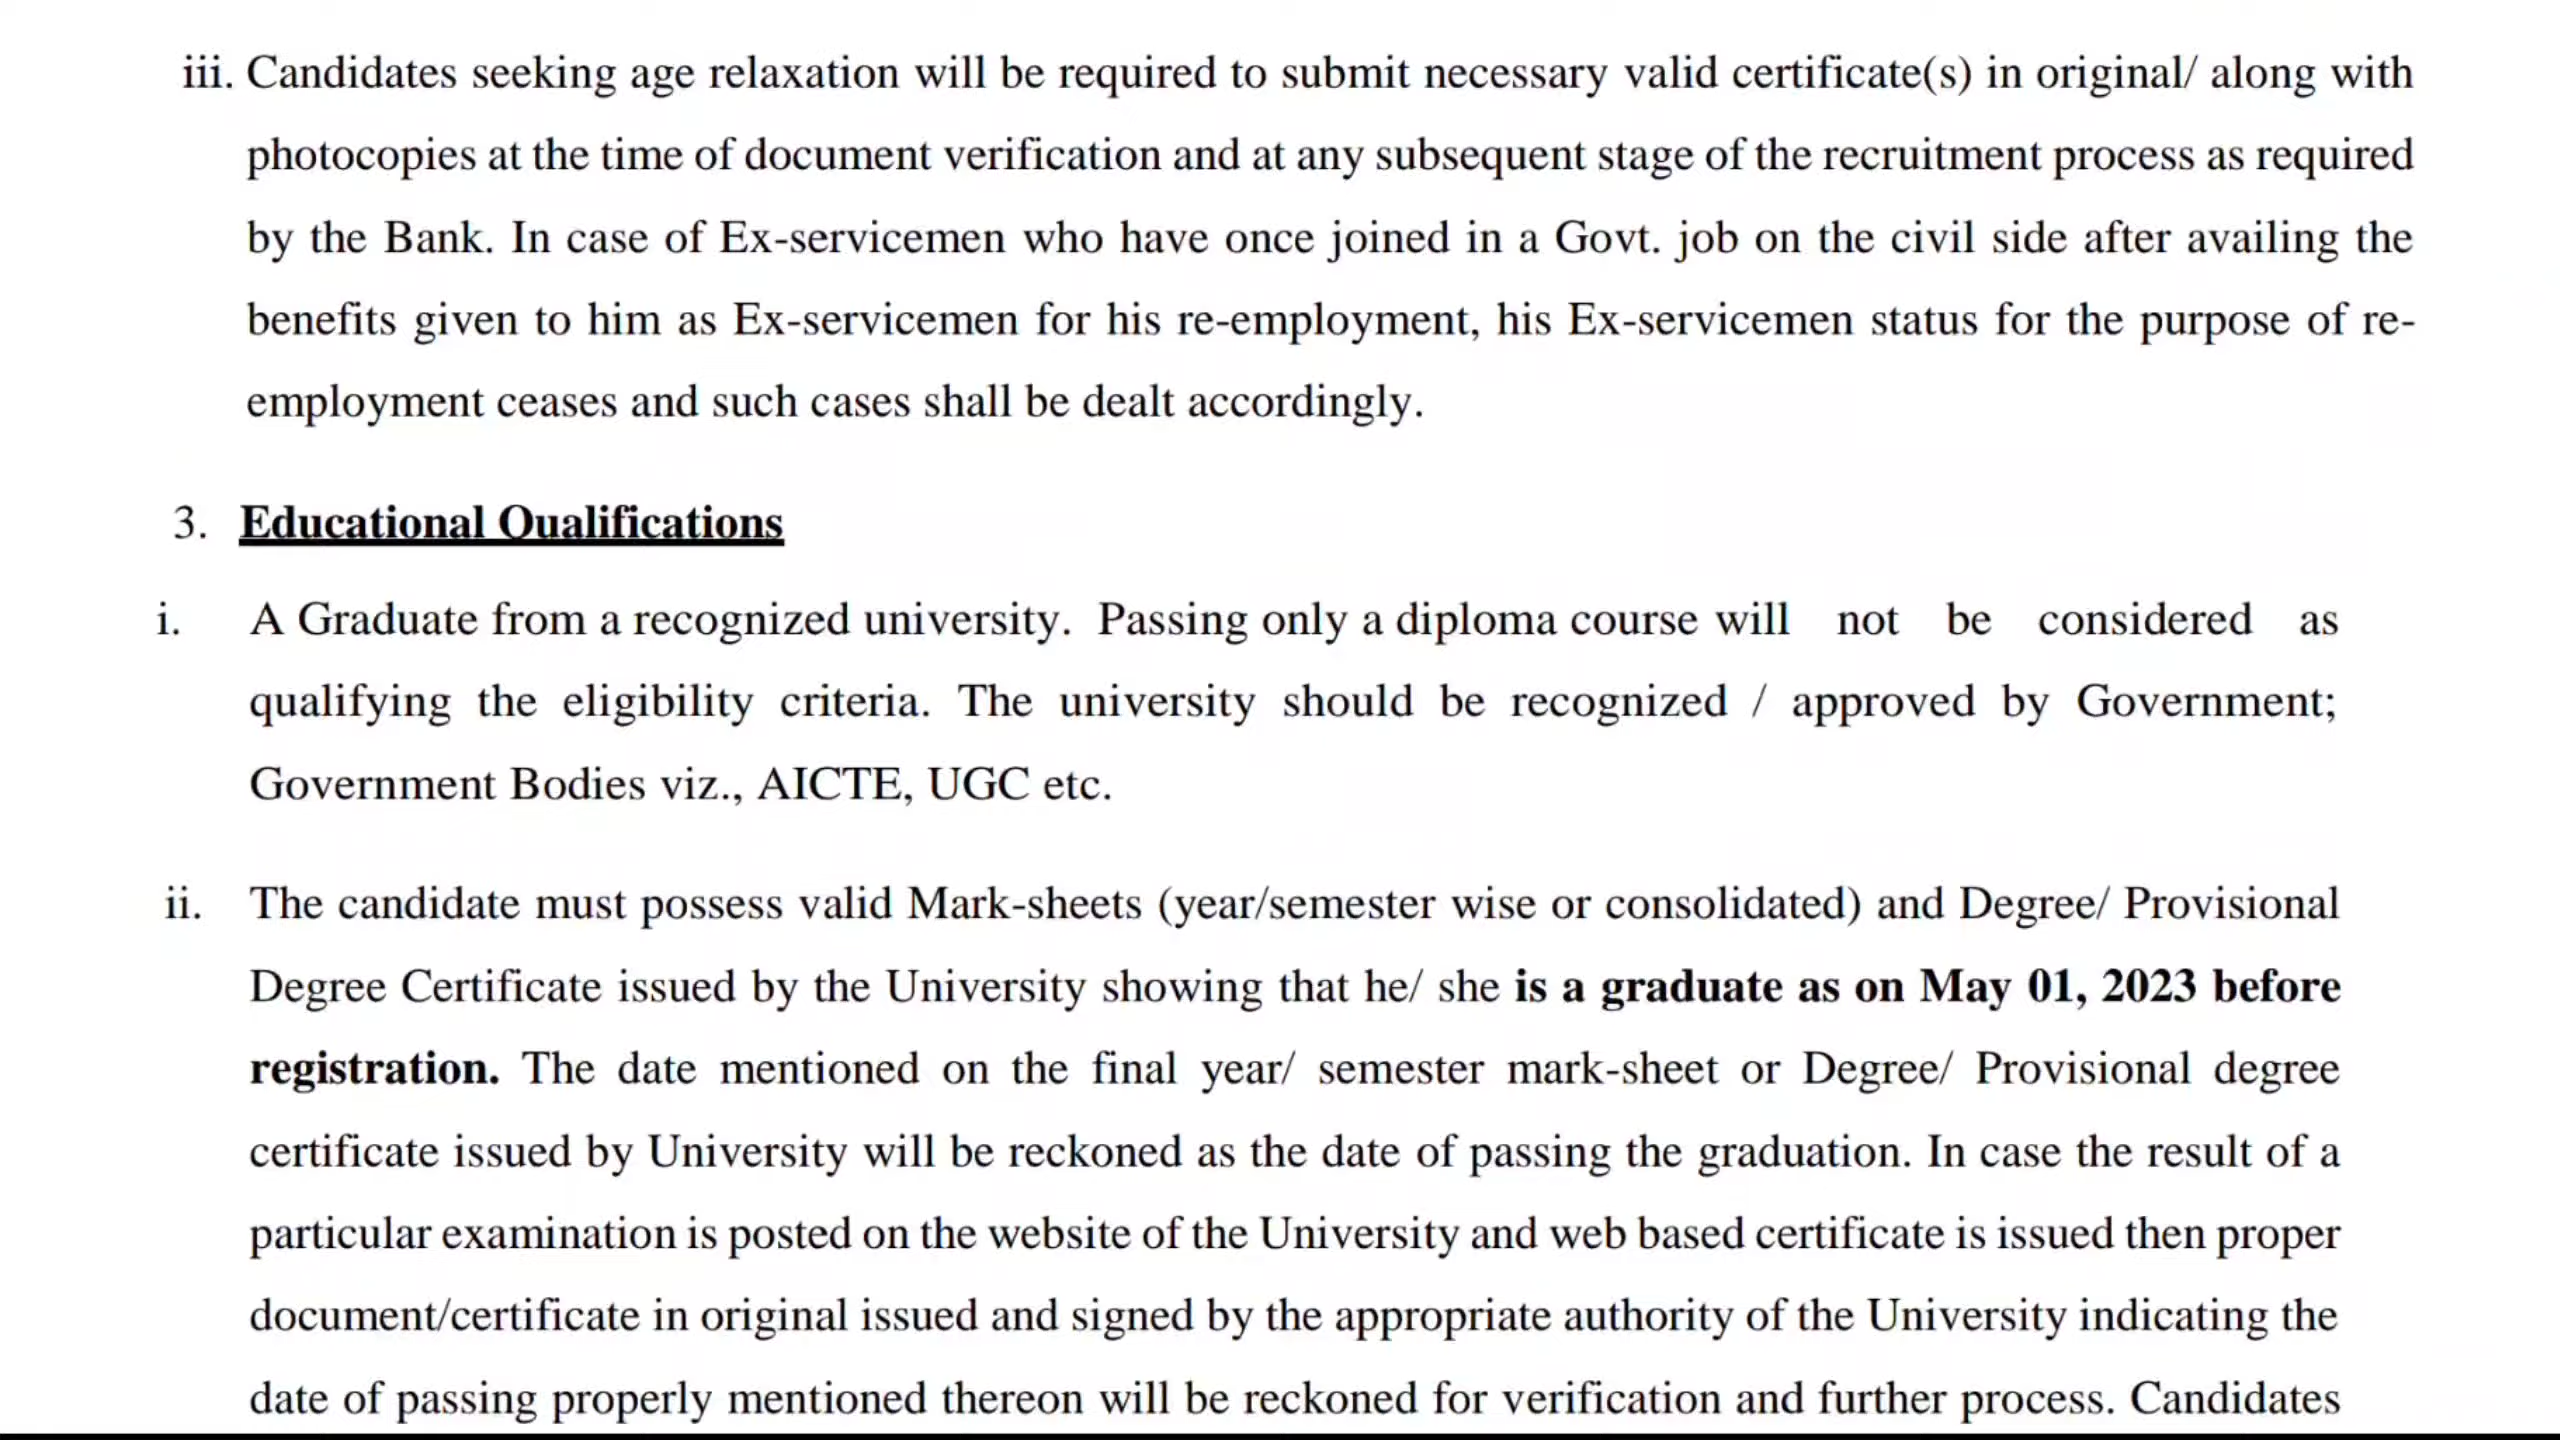 iii. Candidates seeking age relaxation will be required to submit necessary valid certificate(s) in original/ along with
photocopies at the time of document verification and at any subsequent stage of the recruitment process as required
by the Bank. In case of Ex-servicemen who have once joined in a Govt. job on the civil side after availing the
benefits given to him as Ex-servicemen for his re-employment, his Ex-servicemen status for the purpose of re-
employment ceases and such cases shall be dealt accordingly.
3. Educational Qualifications
i. A Graduate from a recognized university. Passing only a diploma course will not be considered as
qualifying the eligibility criteria. The university should be recognized / approved by Government;
Government Bodies viz., AICTE, UGC etc.
ii. The candidate must possess valid Mark-sheets (year/semester wise or consolidated) and Degree/ Provisional
Degree Certificate issued by the University showing that he/ she is a graduate as on May 01, 2023 before
registration. The date mentioned on the final year/ semester mark-sheet or Degree/ Provisional degree
certificate issued by University will be reckoned as the date of passing the graduation. In case the result of a
particular examination is posted on the website of the University and web based certificate is issued then proper
document/certificate in original issued and signed by the appropriate authority of the University indicating the
date of passing properly mentioned thereon will be reckoned for verification and further process. Candidates